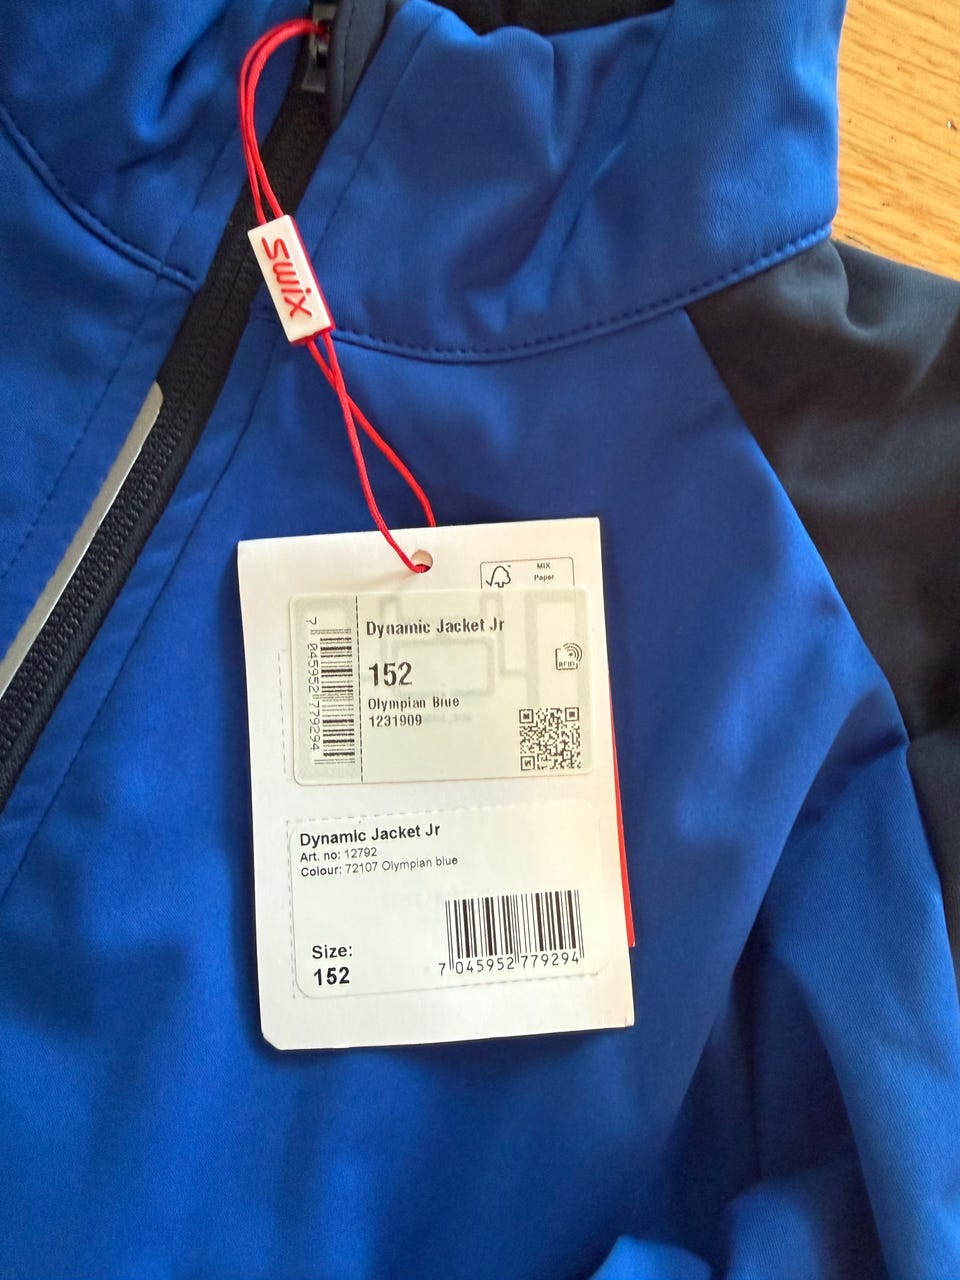 swix
MIX
Paper
Dynamic Jacket Jr
152
Olympian Blue
1231909
RFID
7 045952 779294
Dynamic Jacket Jr
Art. no: 12792
Colour: 72107 Olympian blue
Size:
152
7 045952 779294